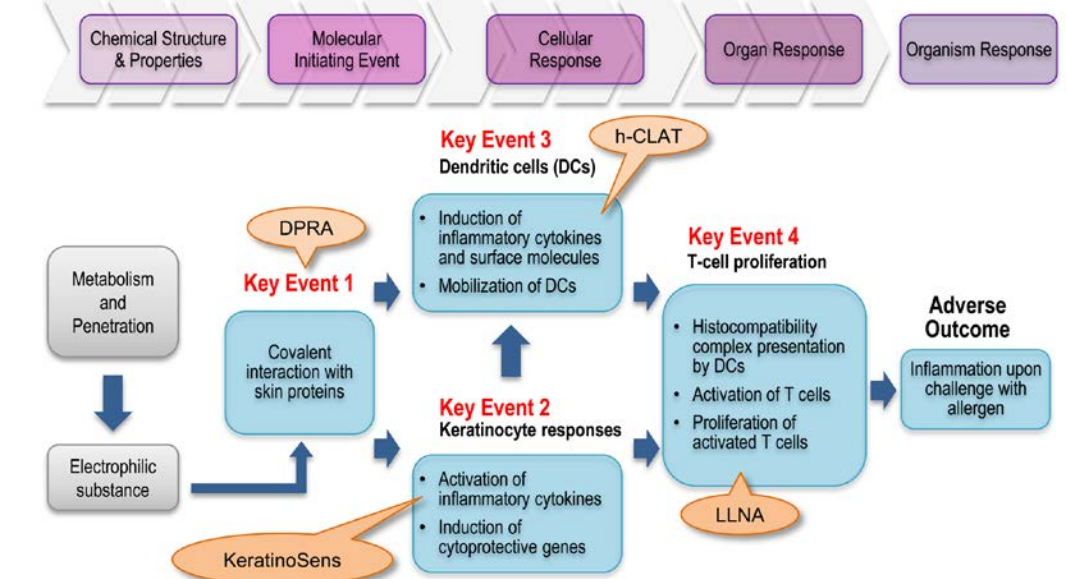 Chemical Structure
& Properties
Molecular
Initiating Event
Cellular
Response
Organ Response
Organism Response
Key Event 3
Dendritic cells (DCs)
h-CLAT
• Induction of
inflammatory cytokines
and surface molecules
• Mobilization of DCs
DPRA
Key Event 1
Covalent
interaction with
skin proteins
Metabolism
and
Penetration
Electrophilic
substance
Key Event 2
Keratinocyte responses
• Activation of
inflammatory cytokines
• Induction of
cytoprotective genes
KeratinoSens
Key Event 4
T-cell proliferation
• Histocompatibility
complex presentation
by DCs
• Activation of T cells
• Proliferation of
activated T cells
LLNA
Adverse
Outcome
Inflammation upon
challenge with
allergen